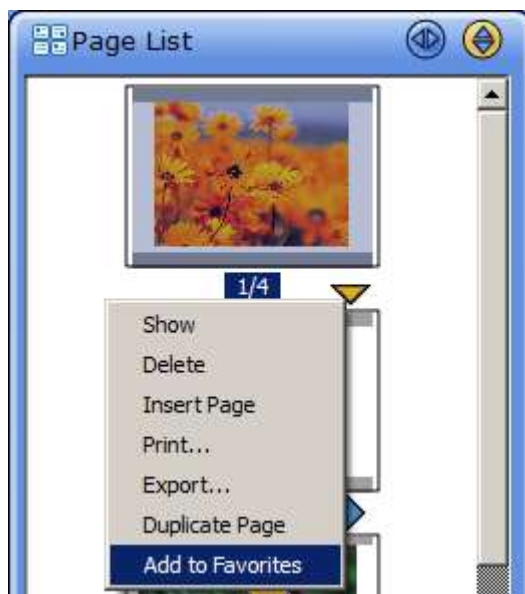 Page List
1/4
Show
Delete
Insert Page
Print...
Export...
Duplicate Page
Add to Favorites